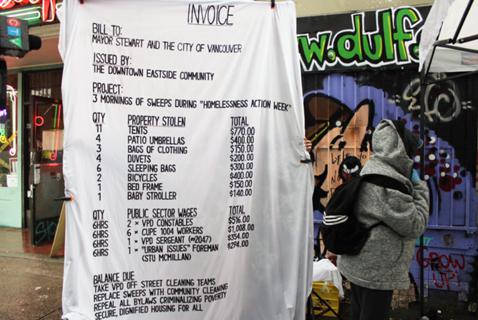 INVOICE
BILL TO:
MAYOR STEWART AND THE CITY OF VANCOUVER
ISSUED BY:
THE DOWNTOWN EASTSIDE COMMUNITY
PROJECT:
3 MORNINGS OF SWEEPS DURING "HOMELESSNESS ACTION WEEK"
QTY PROPERTY STOLEN TOTAL
11 TENTS $770.00
4 PATIO UMBRELLAS $400.00
3 BAGS OF CLOTHING $150.00
4 DUVETS $200.00
6 SLEEPING BAGS $300.00
2 BICYCLES $400.00
1 BED FRAME $150.00
1 BABY STROLLER $140.00
QTY PUBLIC SECTOR WAGES TOTAL
6HRS 2 × VPD CONSTABLES $516.00
6HRS 6 × CUPE 1004 WORKERS $1,008.00
6HRS 1 × VPD SERGEANT (#2047) $354.00
6HRS 1 × "URBAN ISSUES" FOREMAN $294.00
(STU MCMILLAND)
BALANCE DUE
TAKE VPD OFF STREET CLEANING TEAMS
REPLACE SWEEPS WITH COMMUNITY CLEANING
REPEAL ALL BYLAWS CRIMINALIZING POVERTY
SECURE, DIGNIFIED HOUSING FOR ALL
w.dulf.
GROW
UP!